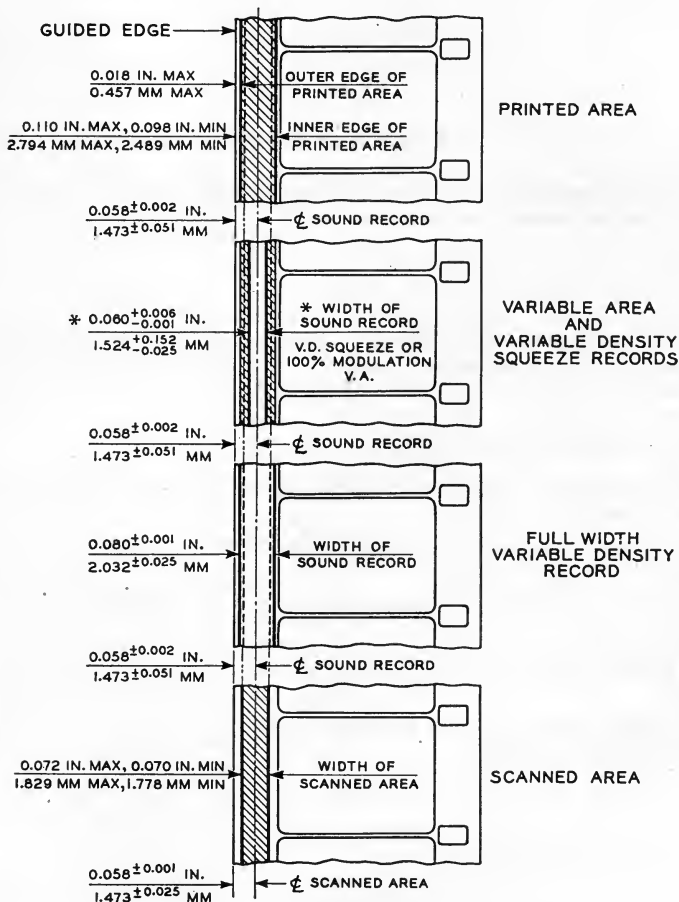 GUIDED EDGE
0.018 IN. MAX
0.457 MM MAX
OUTER EDGE OF
PRINTED AREA
0.110 IN. MAX, 0.098 IN. MIN
2.794 MM MAX, 2.489 MM MIN
INNER EDGE OF
PRINTED AREA
PRINTED AREA
0.058±0.002 IN.
1.473±0.051 MM
℄ SOUND RECORD
* 0.060+0.006 -0.001 IN.
1.524+0.152 -0.025 MM
* WIDTH OF
SOUND RECORD
V.D. SQUEEZE OR
100% MODULATION
V.A.
VARIABLE AREA
AND
VARIABLE DENSITY
SQUEEZE RECORDS
0.058±0.002 IN.
1.473±0.051 MM
℄ SOUND RECORD
0.080±0.001 IN.
2.032±0.025 MM
WIDTH OF
SOUND RECORD
FULL WIDTH
VARIABLE DENSITY
RECORD
0.058±0.002 IN.
1.473±0.051 MM
℄ SOUND RECORD
0.072 IN. MAX, 0.070 IN. MIN
1.829 MM MAX, 1.778 MM MIN
WIDTH OF
SCANNED AREA
SCANNED AREA
0.058±0.001 IN.
1.473±0.025 MM
℄ SCANNED AREA